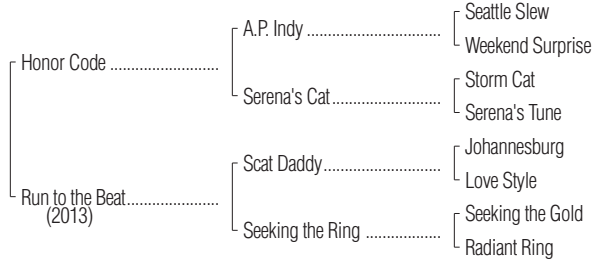 Seattle Slew
A.P. Indy ............................
Weekend Surprise
Honor Code ..........................
Storm Cat
Serena's Cat..........................
Serena's Tune
Johannesburg
Scat Daddy............................
Love Style
Run to the Beat......................
(2013)
Seeking the Gold
Seeking the Ring ..................
Radiant Ring